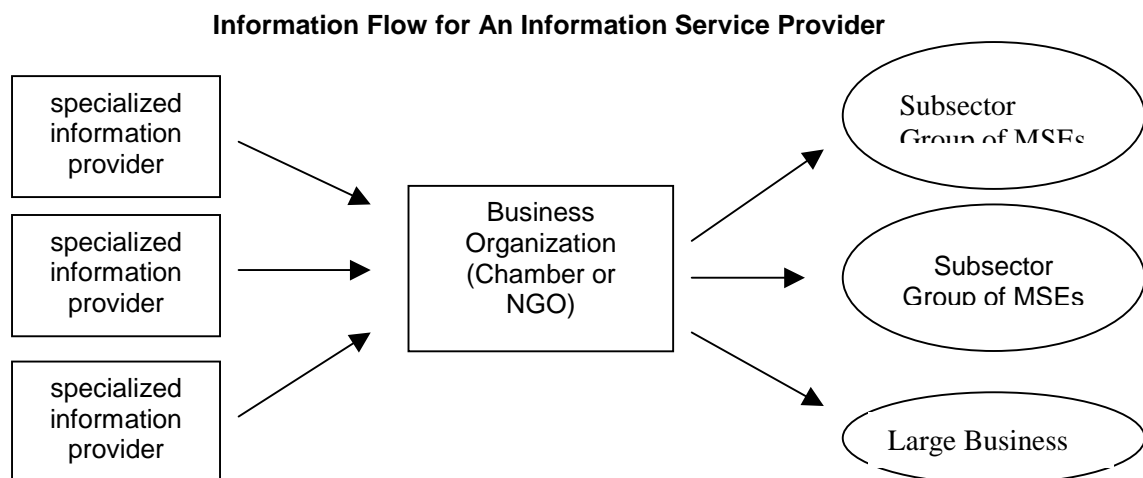 Information Flow for An Information Service Provider
specialized
information
provider
specialized
information
provider
specialized
information
provider
Business
Organization
(Chamber or
NGO)
Subsector
Group of MSEs
Subsector
Group of MSEs
Large Business